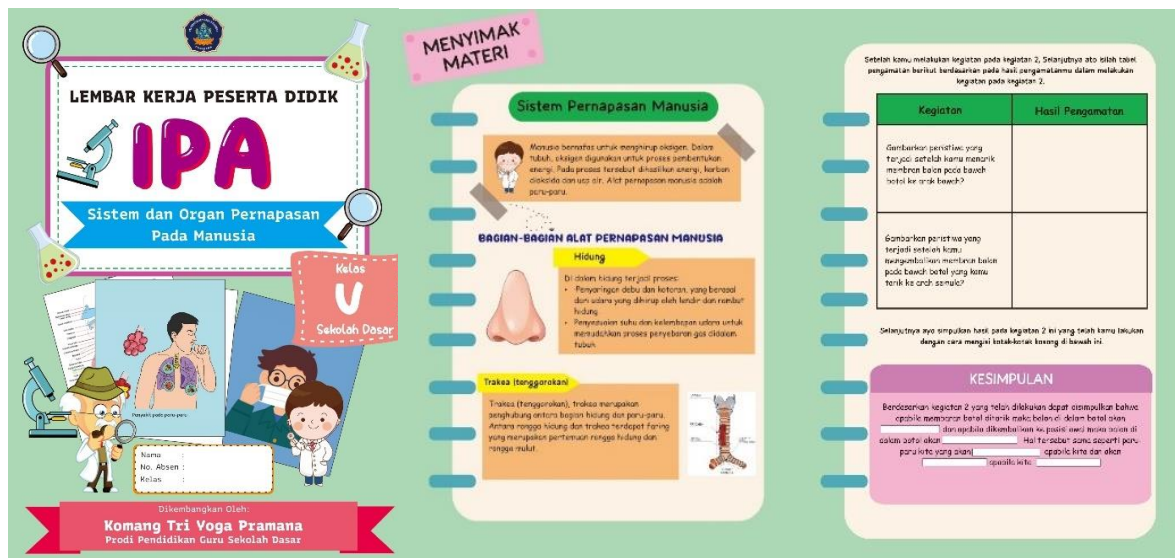 LEMBAR KERJA PESERTA DIDIK
IPA
Sistem dan Organ Pernapasan
Pada Manusia
Kelas
V
Sekolah Dasar
Penyakit pada paru-paru
Nama :
No. Absen :
Kelas :
Dikembangkan Oleh:
Komang Tri Yoga Pramana
Prodi Pendidikan Guru Sekolah Dasar
MENYIMAK
MATERI
Sistem Pernapasan Manusia
Manusia bernafas untuk menghirup oksigen. Dalam
tubuh, oksigen digunakan untuk proses pembentukan
energi. Pada proses tersebut dihasilkan energi, karbon
dioksida dan uap air. Alat pernapasan manusia adalah
paru-paru.
BAGIAN-BAGIAN ALAT PERNAPASAN MANUSIA
Hidung
Di dalam hidung terjadi proses:
• Penyaringan debu dan kotoran, yang berasal
dari udara yang dihirup oleh lendir dan rambut
hidung
• Penyesuaian suhu dan kelembapan udara untuk
memudahkan proses penyebaran gas didalam
tubuh
Trakea (tenggorokan)
Trakea (tenggorokan), trakea merupakan
penghubung antara bagian hidung dan paru-paru.
Antara rongga hidung dan trakea terdapat faring
yang merupakan pertemuan rongga hidung dan
rongga mulut.
Setelah kamu melakukan kegiatan pada kegiatan 2, Selanjutnya ato isilah tabel
pengamatan berikut berdasarkan pada hasil pengamatanmu dalam melakukan
kegiatan pada kegiatan 2.
Kegiatan
Hasil Pengamatan
Gambarkan peristiwa yang
terjadi setelah kamu menarik
membran balon pada bawah
botol ke arah bawah?
Gambarkan peristiwa yang
terjadi setelah kamu
mengembalikan membran balon
pada bawah botol yang kamu
tarik ke arah semula?
Selanjutnya ayo simpulkan hasil pada kegiatan 2 ini yang telah kamu lakukan
dengan cara mengisi kotak-kotak kosong di bawah ini.
KESIMPULAN
Berdasarkan kegiatan 2 yang telah dilakukan dapat disimpulkan bahwa
apabila membaran botol ditarik maka balon di dalam botol akan
dan apabila dikembalikan ke posisi awal maka balon di
dalam botol akan . Hal tersebut sama seperti paru-
paru kita yang akan apabila kita dan akan
apabila kita